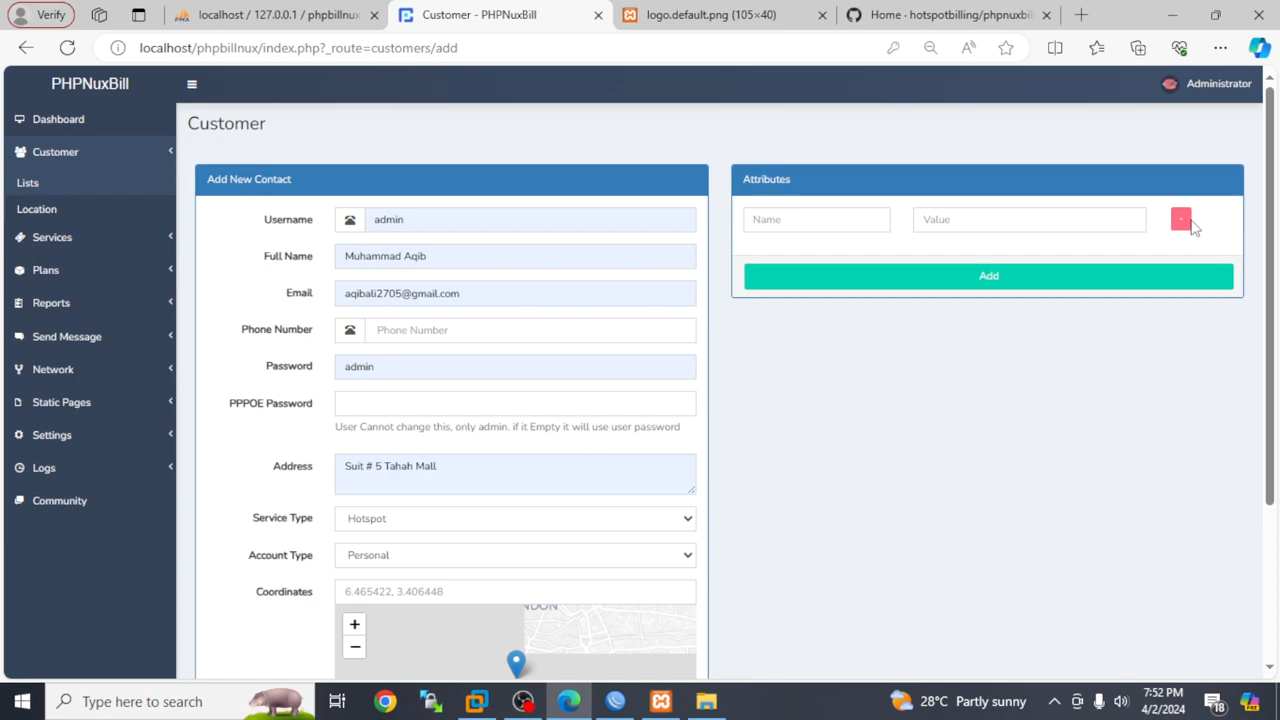 Verify
localhost / 127.0.0.1 / phpbillnux
Customer - PHPNuxBill
logo.default.png (105×40)
Home · hotspotbilling/phpnuxbill
localhost/phpbillnux/index.php?_route=customers/add
PHPNuxBill
Administrator
Dashboard
Customer
Lists
Location
Services
Plans
Reports
Send Message
Network
Static Pages
Settings
Logs
Community
Customer
Add New Contact
Username
admin
Full Name
Muhammad Aqib
Email
aqibali2705@gmail.com
Phone Number
Phone Number
Password
admin
PPPOE Password
User Cannot change this, only admin. if it Empty it will use user password
Address
Suit # 5 Tahah Mall
Service Type
Hotspot
Account Type
Personal
Coordinates
6.465422, 3.406448
+
−
NDON
Attributes
Name
Value
-
Add
Type here to search
28°C Partly sunny
7:52 PM
4/2/2024
18